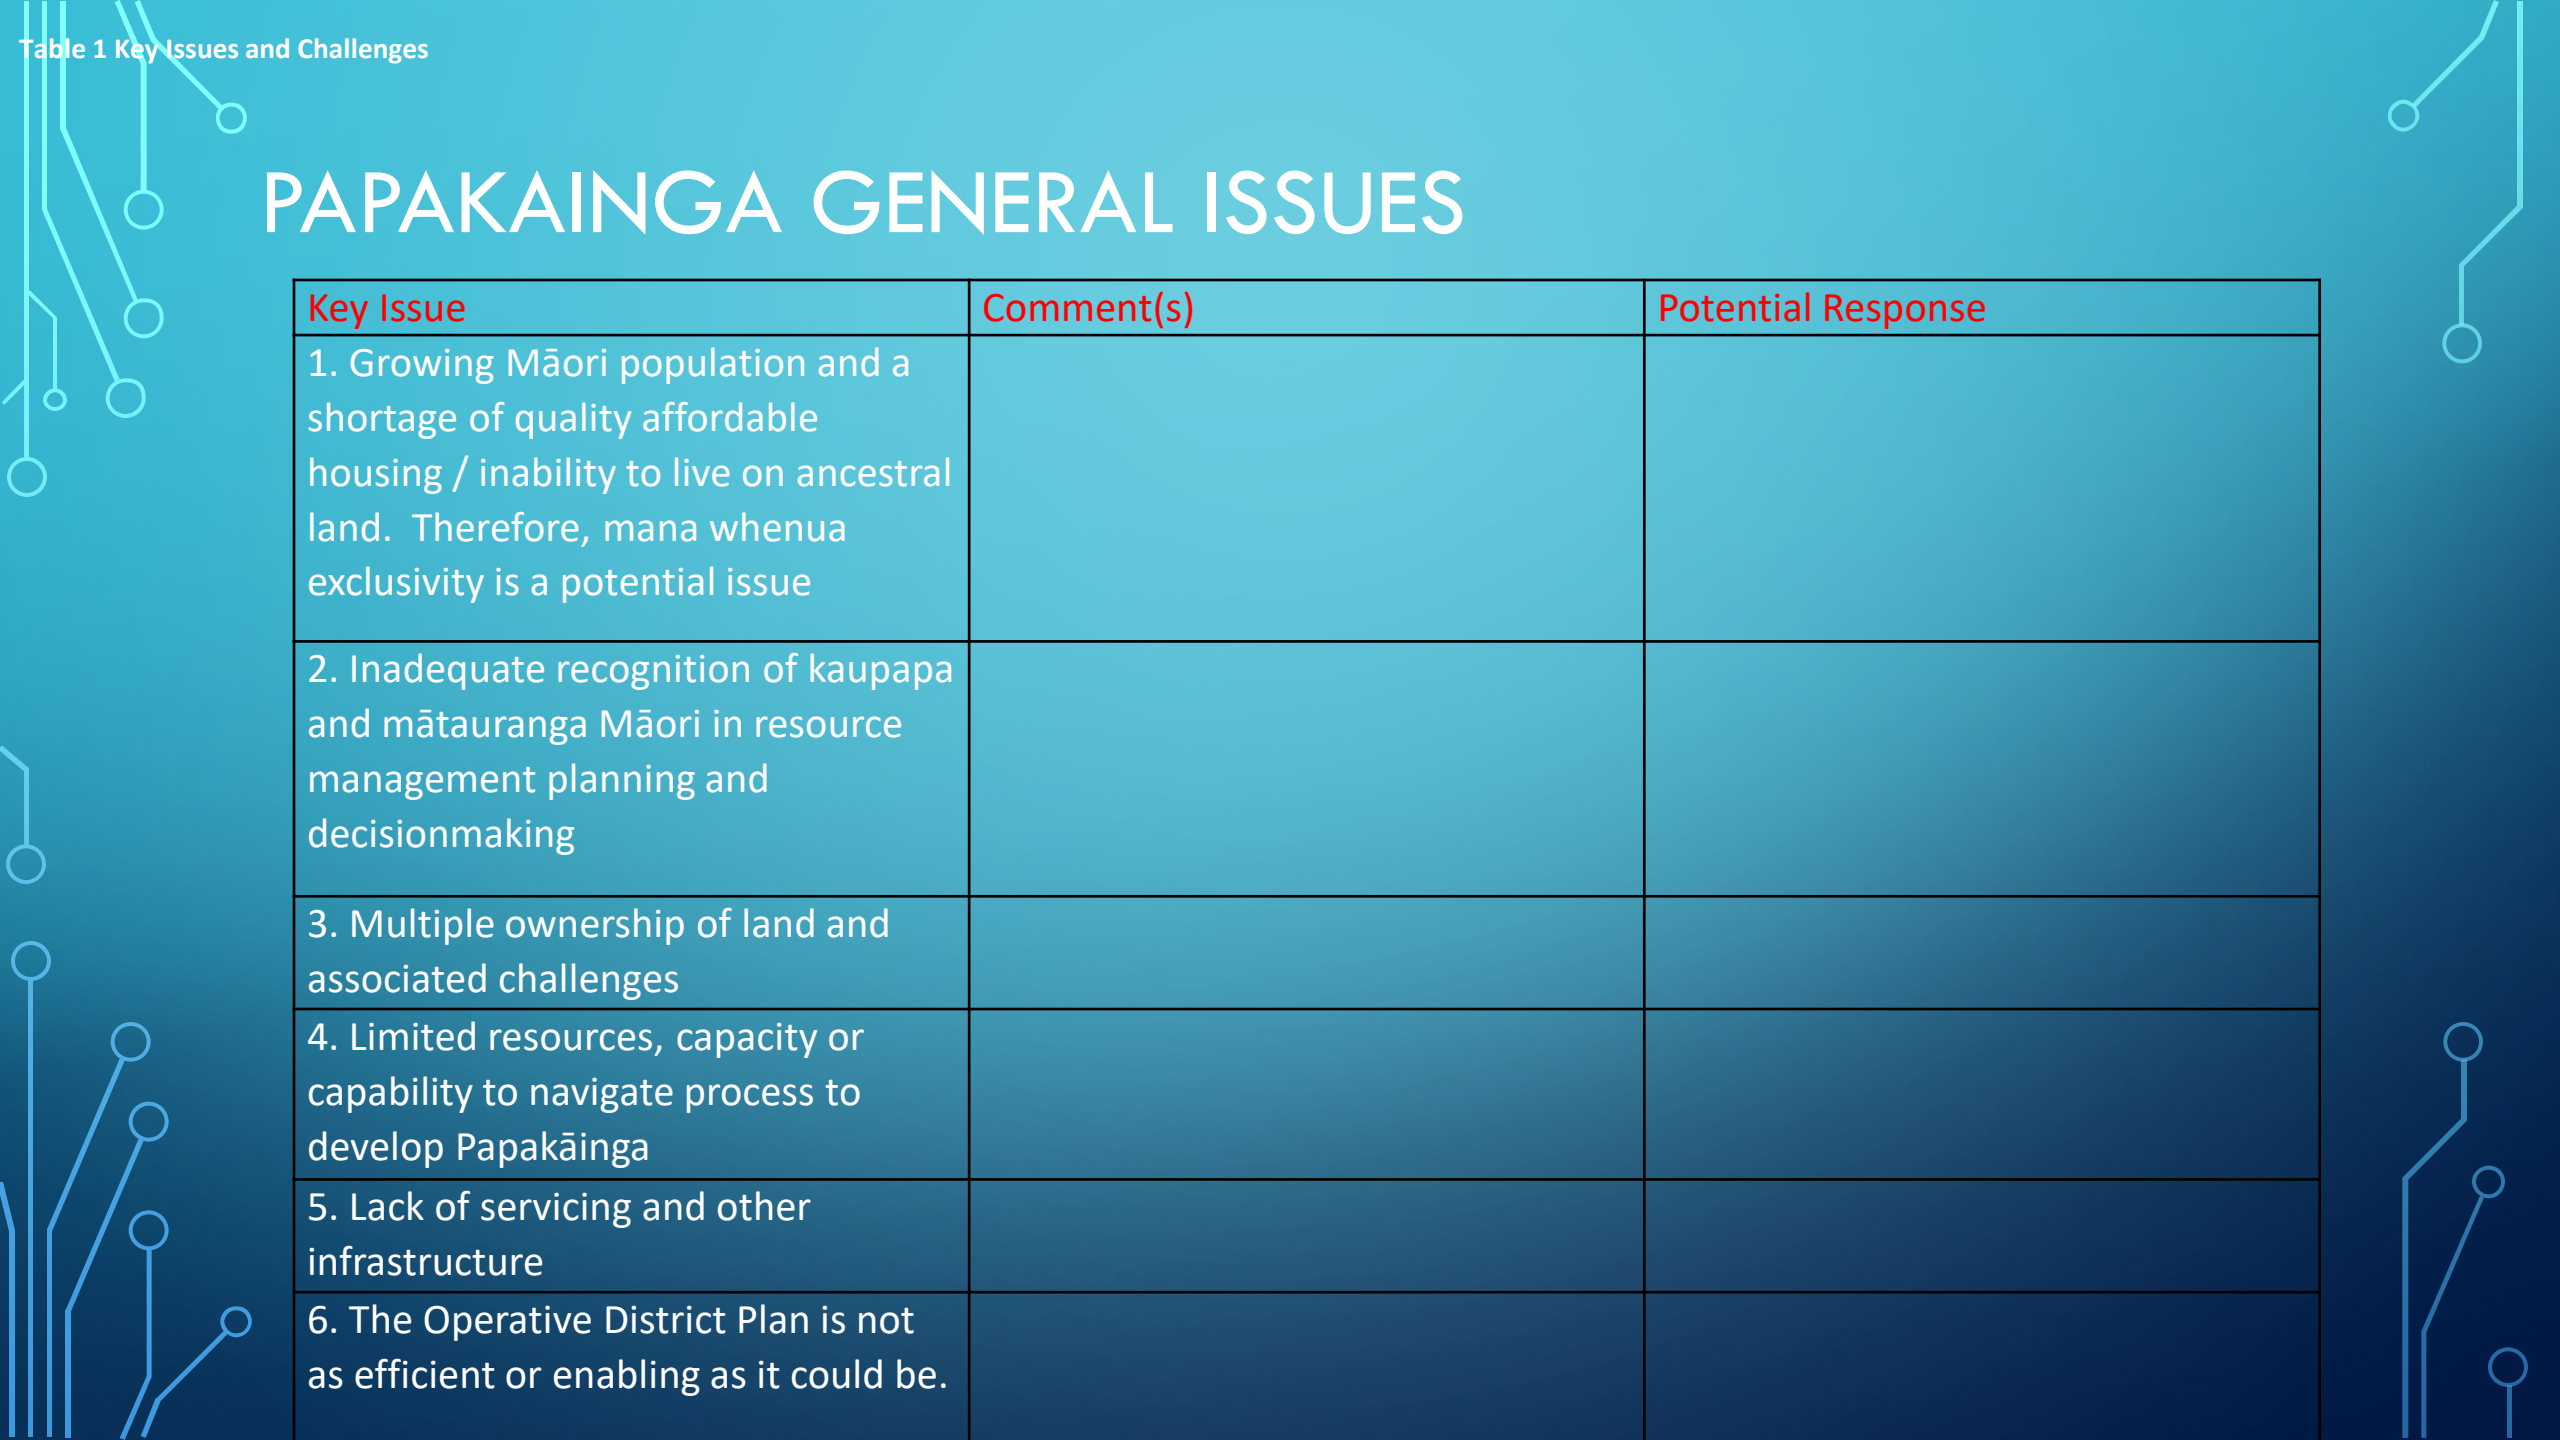 Table 1 Key Issues and Challenges
PAPAKAINGA GENERAL ISSUES
Key Issue
Comment(s)
Potential Response
1. Growing Māori population and a
shortage of quality affordable
housing / inability to live on ancestral
land.  Therefore, mana whenua
exclusivity is a potential issue
2. Inadequate recognition of kaupapa
and mātauranga Māori in resource
management planning and
decisionmaking
3. Multiple ownership of land and
associated challenges
4. Limited resources, capacity or
capability to navigate process to
develop Papakāinga
5. Lack of servicing and other
infrastructure
6. The Operative District Plan is not
as efficient or enabling as it could be.